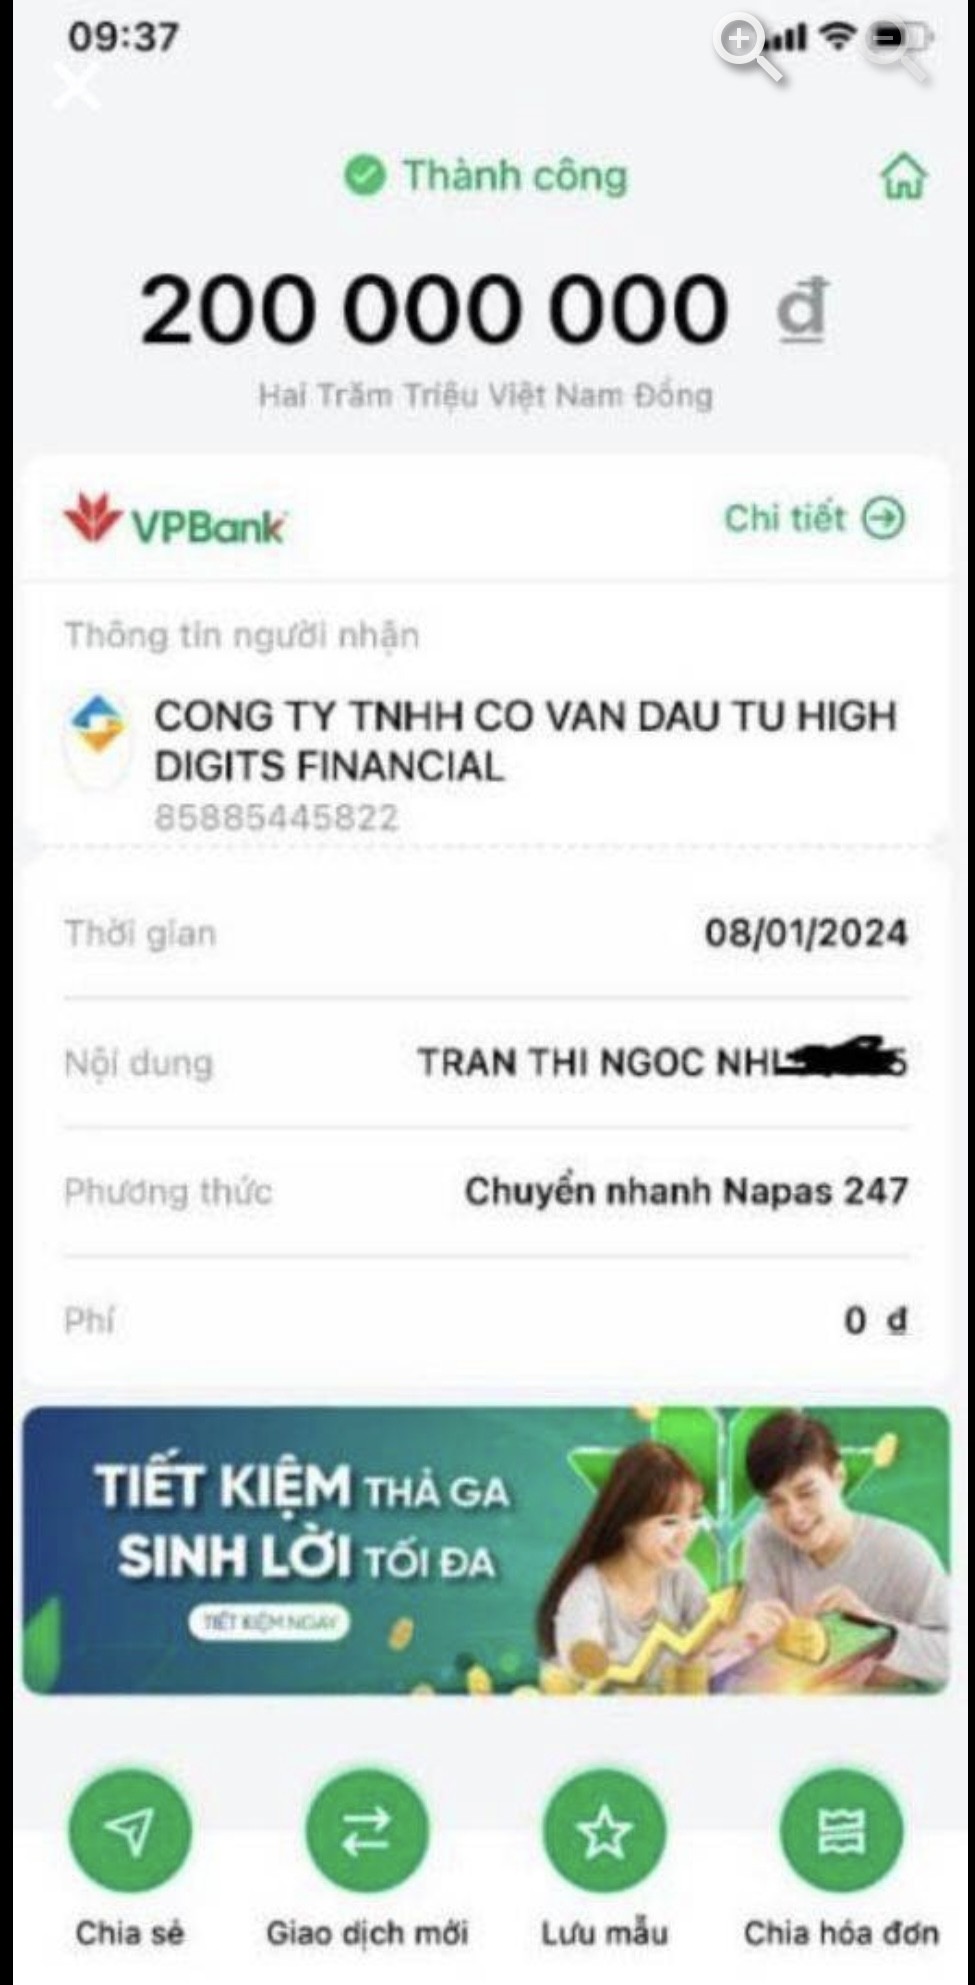 09:37
Thành công
200 000 000 đ
Hai Trăm Triệu Việt Nam Đồng
VPBank
Chi tiết
Thông tin người nhận
CONG TY TNHH CO VAN DAU TU HIGH
DIGITS FINANCIAL
85885445822
Thời gian
08/01/2024
Nội dung
TRAN THI NGOC
Phương thức
Chuyển nhanh Napas 247
Phí
0 đ
TIẾT KIỆM THẢ GA
SINH LỜI TỐI ĐA
TIẾT KIỆM NGAY
Chia sẻ
Giao dịch mới
Lưu mẫu
Chia hóa đơn